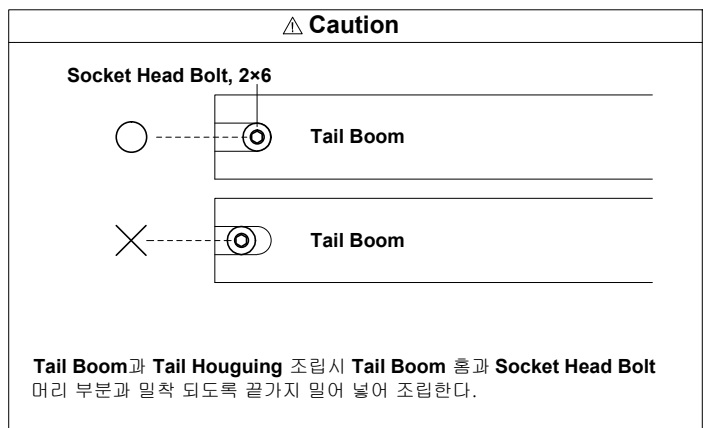 ⚠ Caution
Socket Head Bolt, 2×6
Tail Boom
Tail Boom
Tail Boom과 Tail Houguing 조립시 Tail Boom 홈과 Socket Head Bolt
머리 부분과 밀착 되도록 끝가지 밀어 넣어 조립한다.